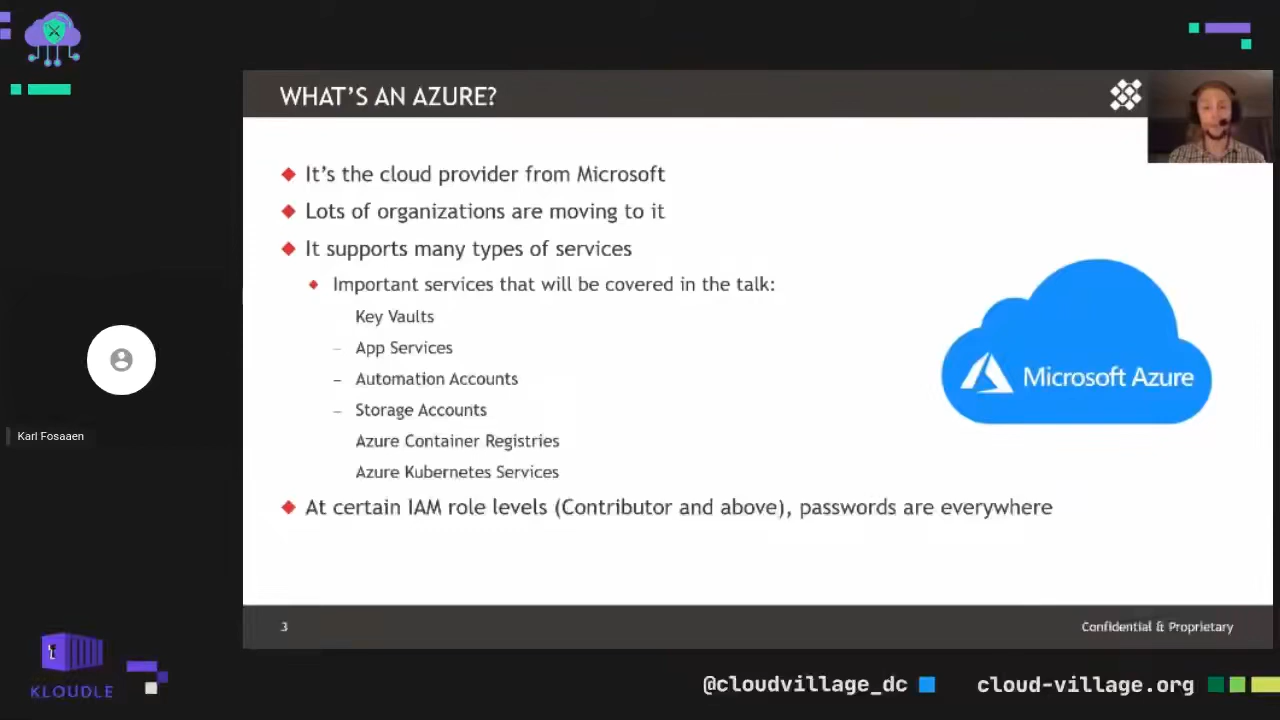 WHAT'S AN AZURE?
It's the cloud provider from Microsoft
Lots of organizations are moving to it
It supports many types of services
Important services that will be covered in the talk:
Key Vaults
– App Services
– Automation Accounts
– Storage Accounts
Azure Container Registries
Azure Kubernetes Services
At certain IAM role levels (Contributor and above), passwords are everywhere
Microsoft Azure
Karl Fosaaen
3
Confidential & Proprietary
KLOUDLE
@cloudvillage_dc
cloud-village.org